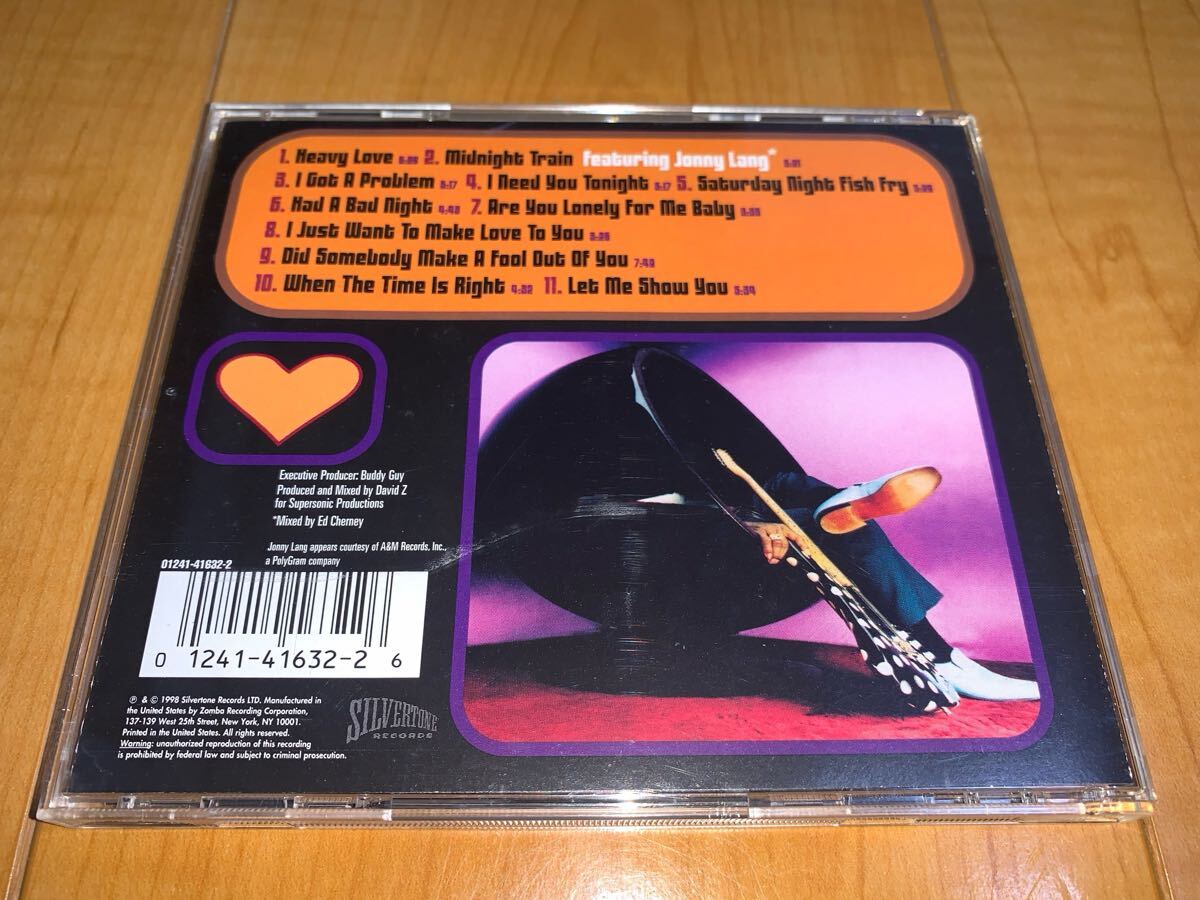 1. Heavy Love 2. Midnight Train featuring Jonny Lang*
3. I Got A Problem 4. I Need You Tonight 5. Saturday Night Fish Fry
6. Had A Bad Night 7. Are You Lonely For Me Baby
8. I Just Want To Make Love To You
9. Did Somebody Make A Fool Out Of You 7:49
10. When The Time Is Right 4:32 11. Let Me Show You
Executive Producer: Buddy Guy
Produced and Mixed by David Z
for Supersonic Productions
*Mixed by Ed Cherney
Jonny Lang appears courtesy of A&M Records, Inc.,
a PolyGram company
01241-41632-2
0 1241-41632-2 6
℗ & © 1998 Silvertone Records LTD. Manufactured in
the United States by Zomba Recording Corporation,
137-139 West 25th Street, New York, NY 10001.
Printed in the United States. All rights reserved.
Warning: unauthorized reproduction of this recording
is prohibited by federal law and subject to criminal prosecution.
SILVERTONE
RECORDS